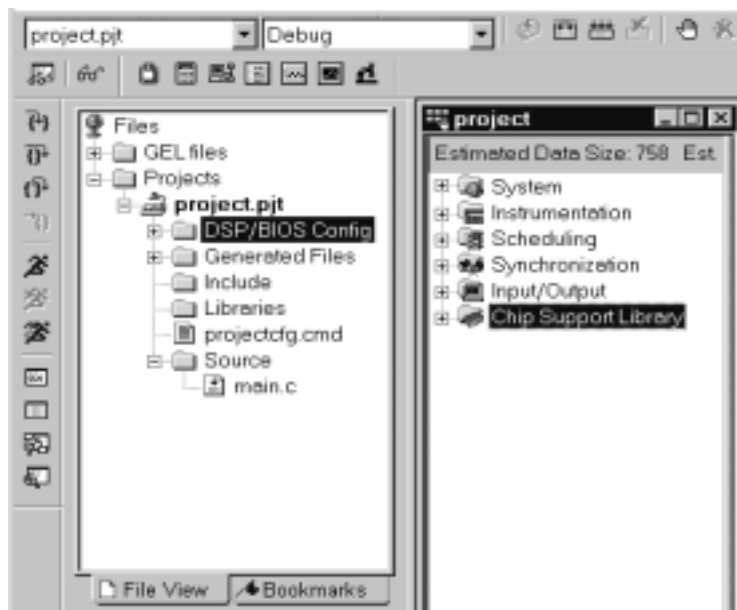 project.pjt
Debug
Files
GEL files
Projects
project.pjt
DSP/BIOS Config
Generated Files
Include
Libraries
projectcfg.cmd
Source
main.c
File View
Bookmarks
project
Estimated Data Size: 758 Est.
System
Instrumentation
Scheduling
Synchronization
Input/Output
Chip Support Library